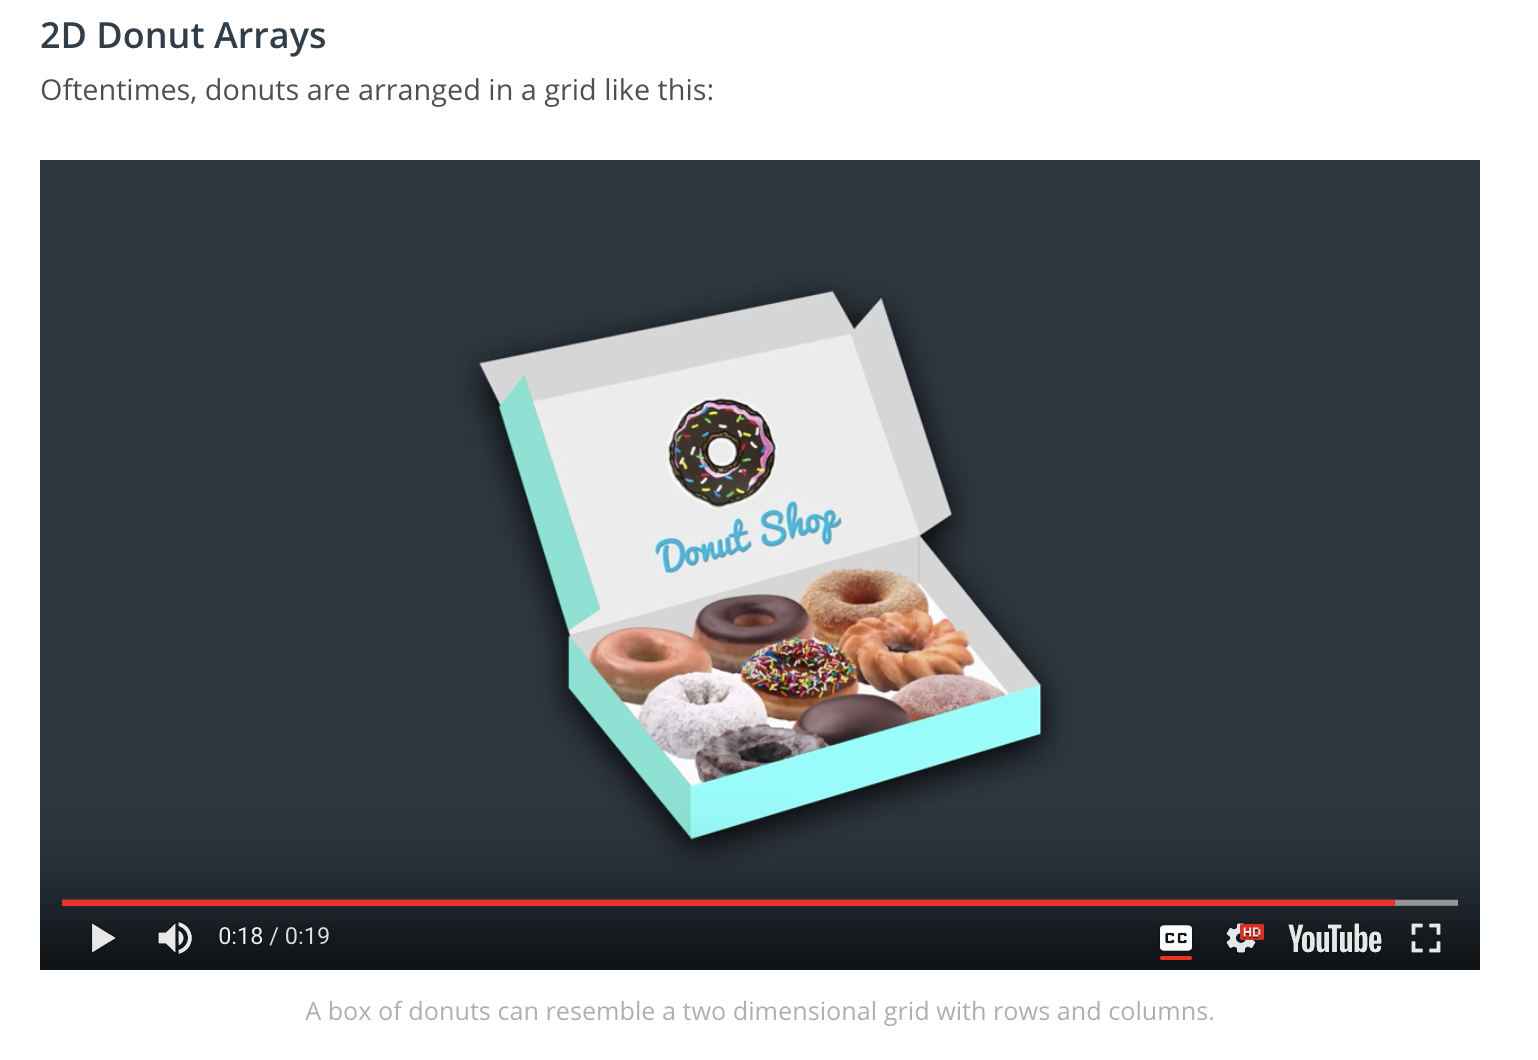 2D Donut Arrays
Oftentimes, donuts are arranged in a grid like this:
Donut Shop
0:18 / 0:19
CC
HD
YouTube
A box of donuts can resemble a two dimensional grid with rows and columns.